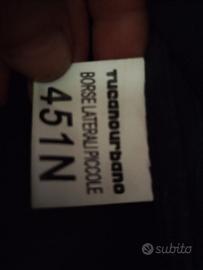 Tucanourbano
BORSE LATERALI PICCOLE
451N
subito